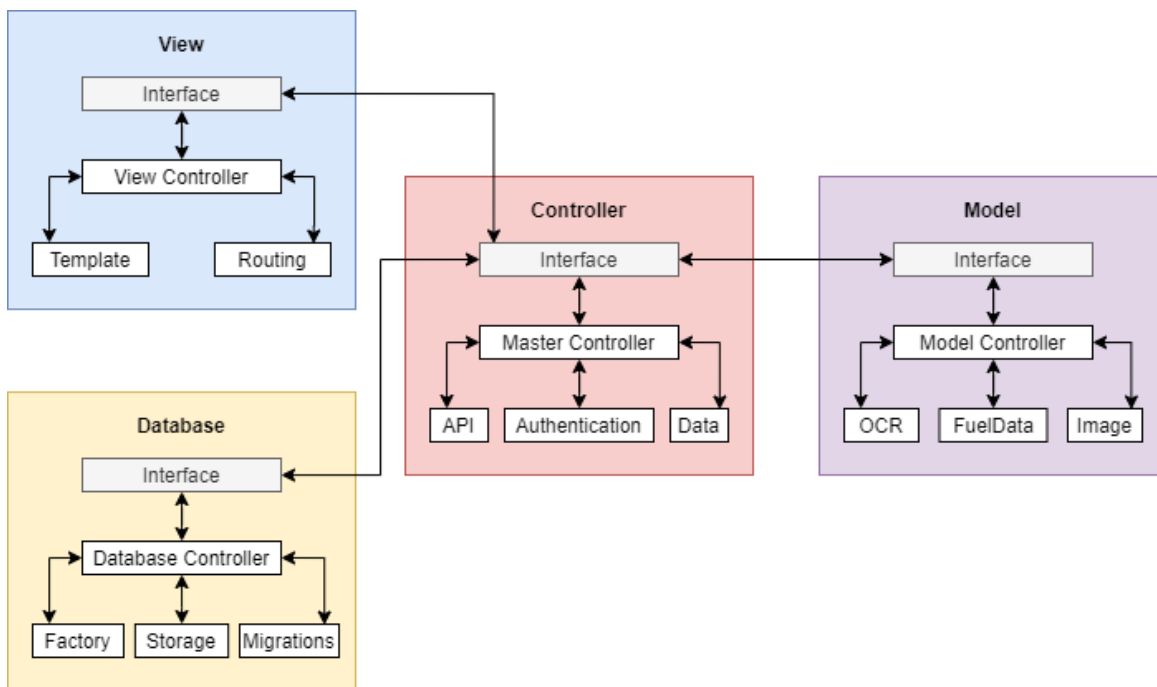 View
Interface
View Controller
Template
Routing
Controller
Interface
Master Controller
API
Authentication
Data
Model
Interface
Model Controller
OCR
FuelData
Image
Database
Interface
Database Controller
Factory
Storage
Migrations